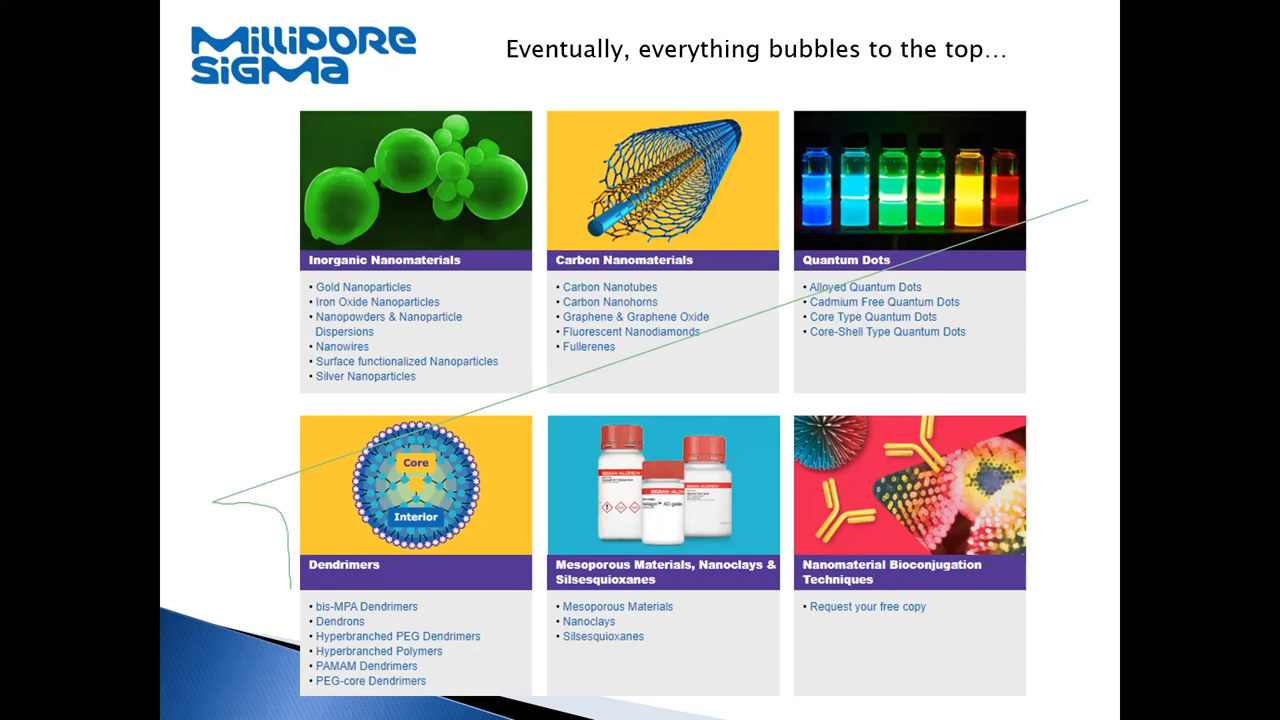 Millipore
Sigma
Eventually, everything bubbles to the top…
Inorganic Nanomaterials
• Gold Nanoparticles
• Iron Oxide Nanoparticles
• Nanopowders & Nanoparticle
Dispersions
• Nanowires
• Surface functionalized Nanoparticles
• Silver Nanoparticles
Carbon Nanomaterials
• Carbon Nanotubes
• Carbon Nanohorns
• Graphene & Graphene Oxide
• Fluorescent Nanodiamonds
• Fullerenes
Quantum Dots
• Alloyed Quantum Dots
• Cadmium Free Quantum Dots
• Core Type Quantum Dots
• Core-Shell Type Quantum Dots
Core
Interior
Dendrimers
• bis-MPA Dendrimers
• Dendrons
• Hyperbranched PEG Dendrimers
• Hyperbranched Polymers
• PAMAM Dendrimers
• PEG-core Dendrimers
SIGMA-ALDRICH
Mesoporous Materials, Nanoclays &
Silsesquioxanes
• Mesoporous Materials
• Nanoclays
• Silsesquioxanes
Nanomaterial Bioconjugation
Techniques
• Request your free copy